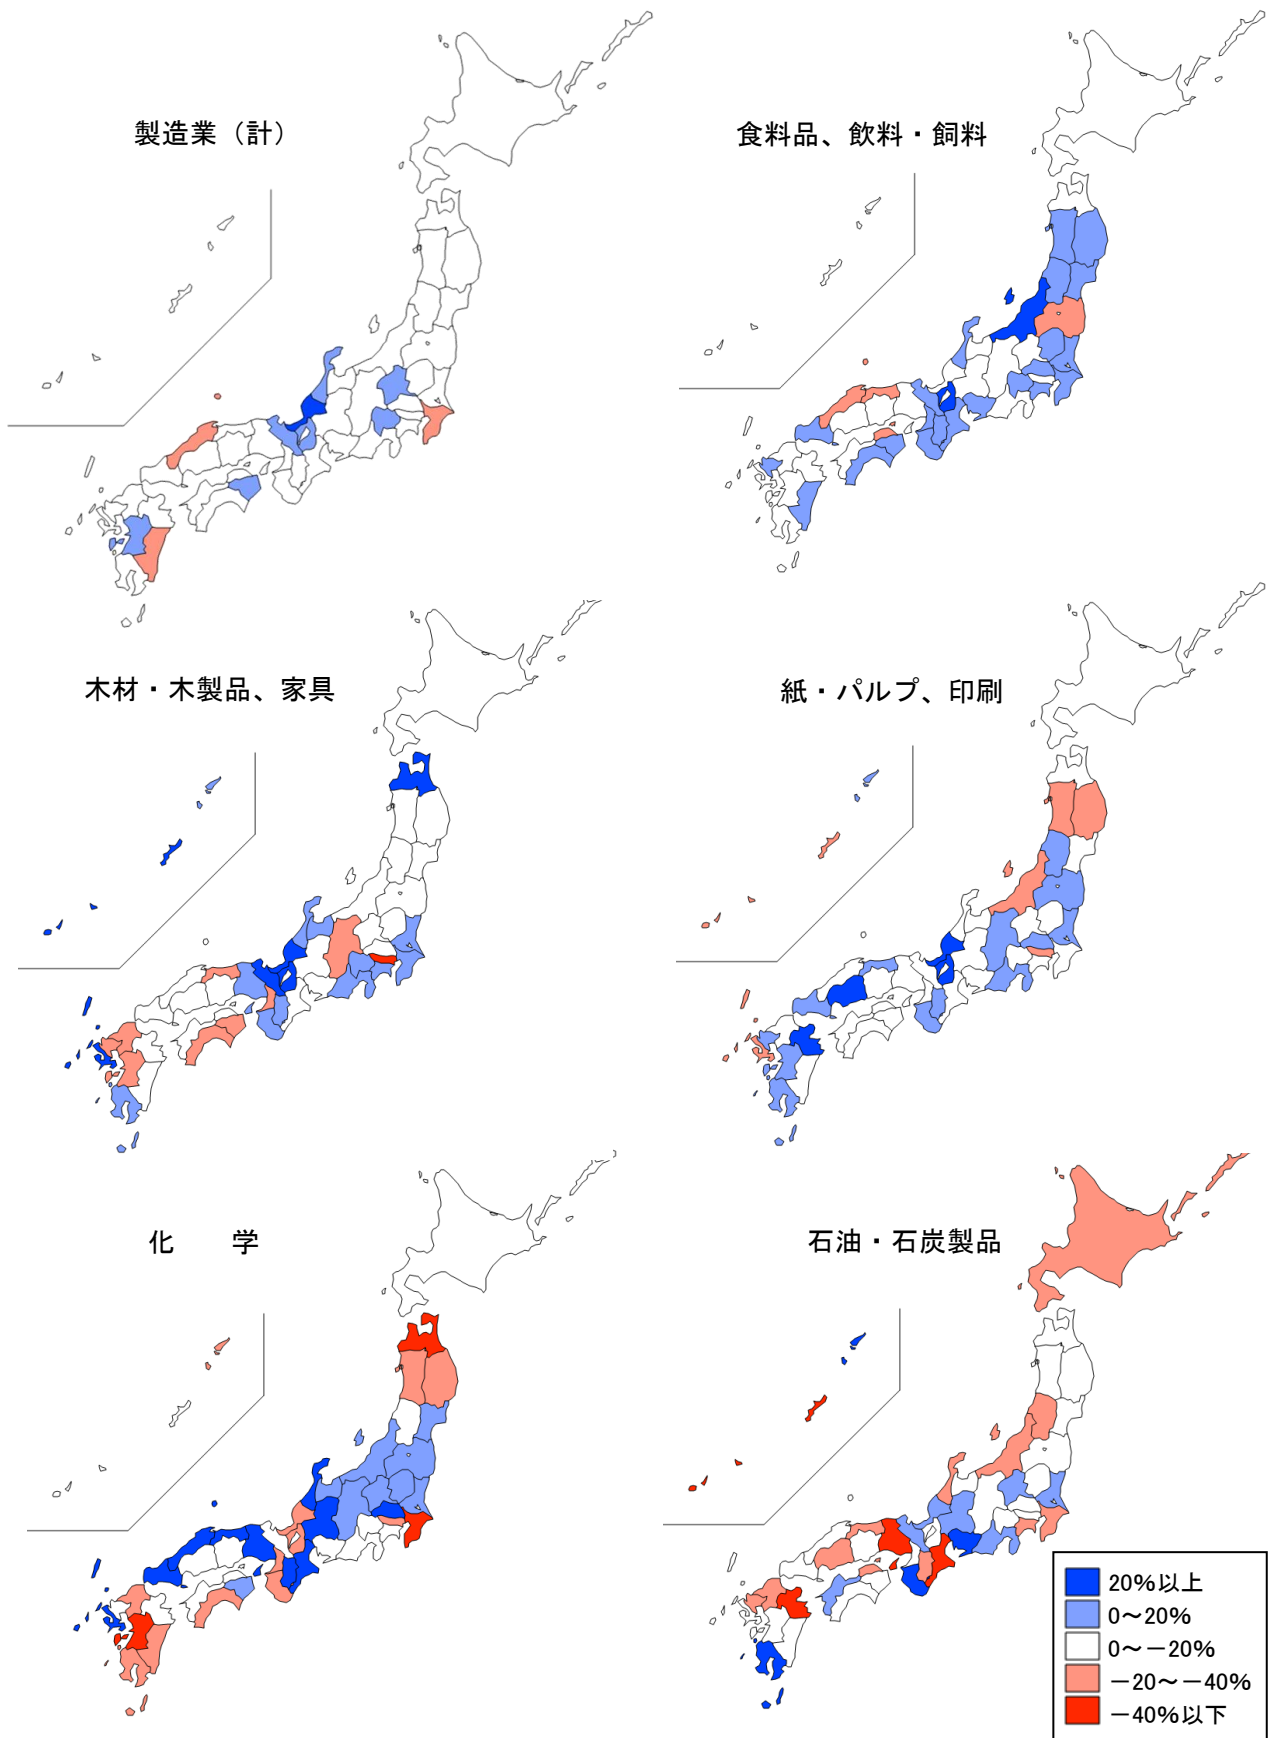 製造業（計）
食料品、飲料・飼料
木材・木製品、家具
紙・パルプ、印刷
化　　学
石油・石炭製品
20％以上
0～20％
0～－20％
－20～－40％
－40％以下